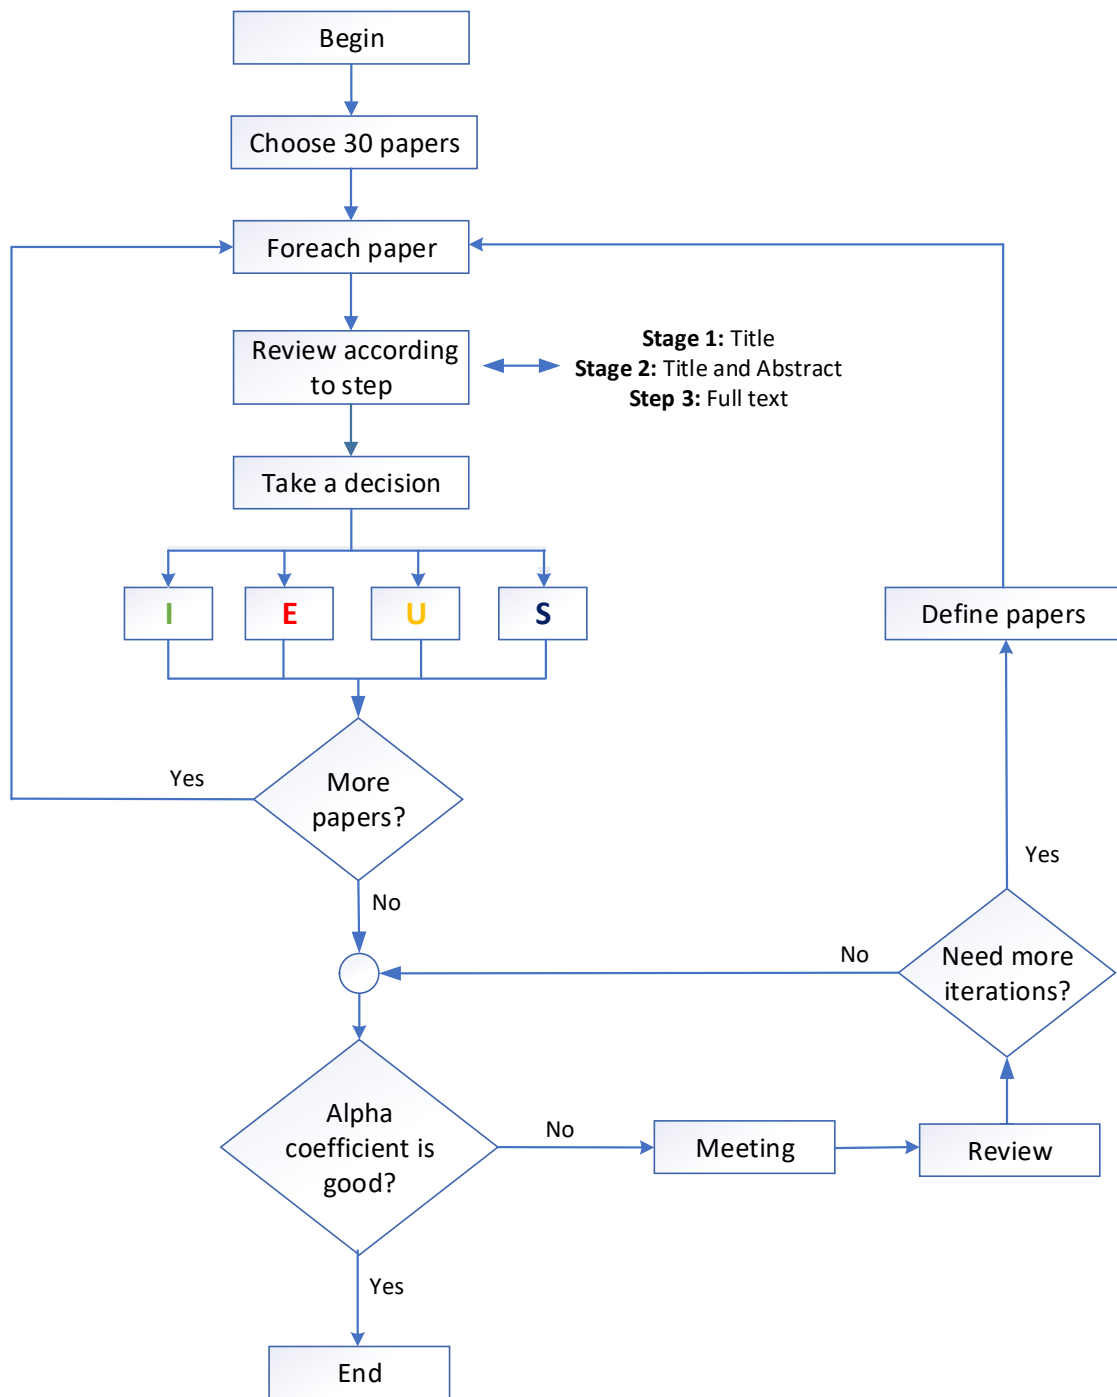 Begin
Choose 30 papers
Foreach paper
Review according
to step
Stage 1: Title
Stage 2: Title and Abstract
Step 3: Full text
Take a decision
I
E
U
S
Define papers
Yes
More
papers?
Yes
No
No
Need more
iterations?
Alpha
coefficient is
good?
No
Meeting
Review
Yes
End